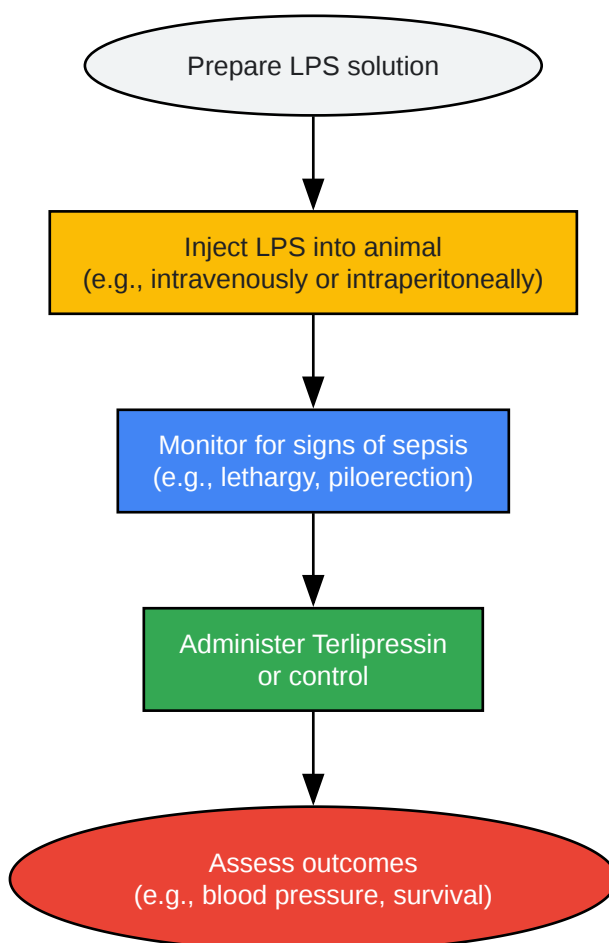 Prepare LPS solution
Inject LPS into animal
(e.g., intravenously or intraperitoneally)
Monitor for signs of sepsis
(e.g., lethargy, piloerection)
Administer Terlipressin
or control
Assess outcomes
(e.g., blood pressure, survival)